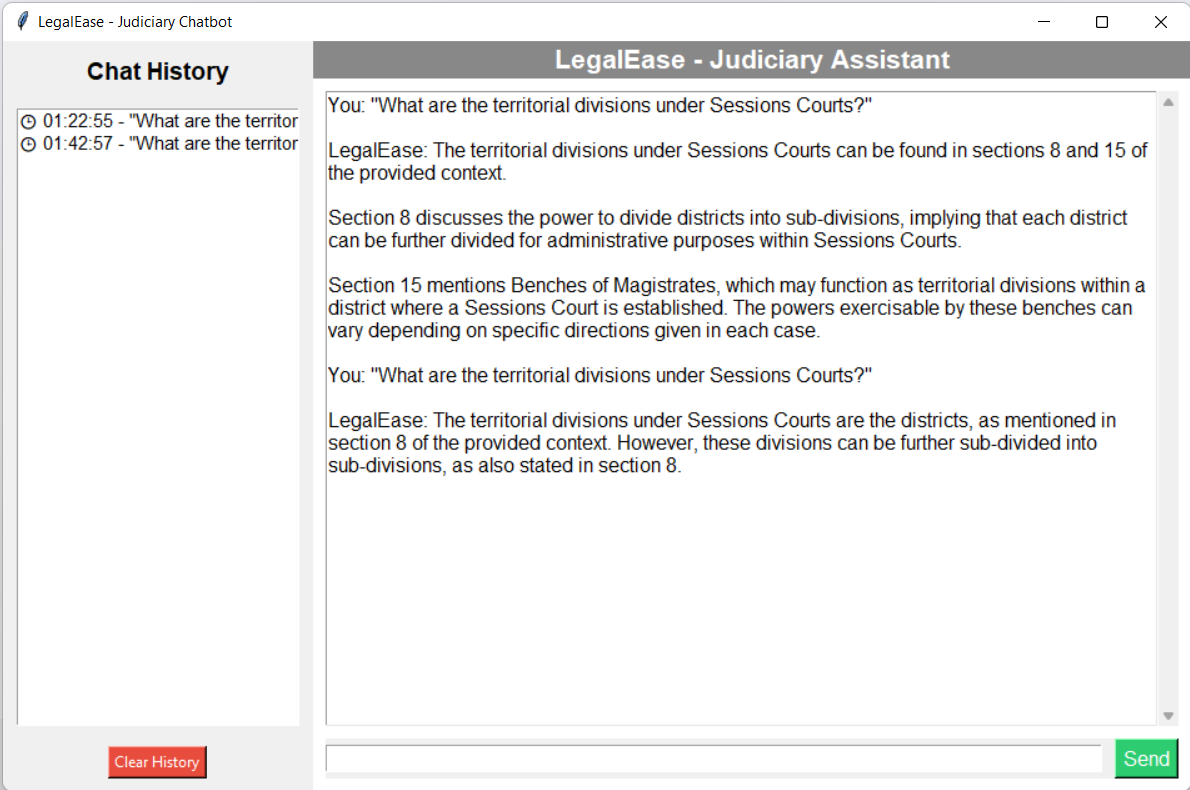 LegalEase - Judiciary Chatbot
Chat History
LegalEase - Judiciary Assistant
01:22:55 - "What are the territor
01:42:57 - "What are the territor
You: "What are the territorial divisions under Sessions Courts?"
LegalEase: The territorial divisions under Sessions Courts can be found in sections 8 and 15 of
the provided context.
Section 8 discusses the power to divide districts into sub-divisions, implying that each district
can be further divided for administrative purposes within Sessions Courts.
Section 15 mentions Benches of Magistrates, which may function as territorial divisions within a
district where a Sessions Court is established. The powers exercisable by these benches can
vary depending on specific directions given in each case.
You: "What are the territorial divisions under Sessions Courts?"
LegalEase: The territorial divisions under Sessions Courts are the districts, as mentioned in
section 8 of the provided context. However, these divisions can be further sub-divided into
sub-divisions, as also stated in section 8.
Clear History
Send